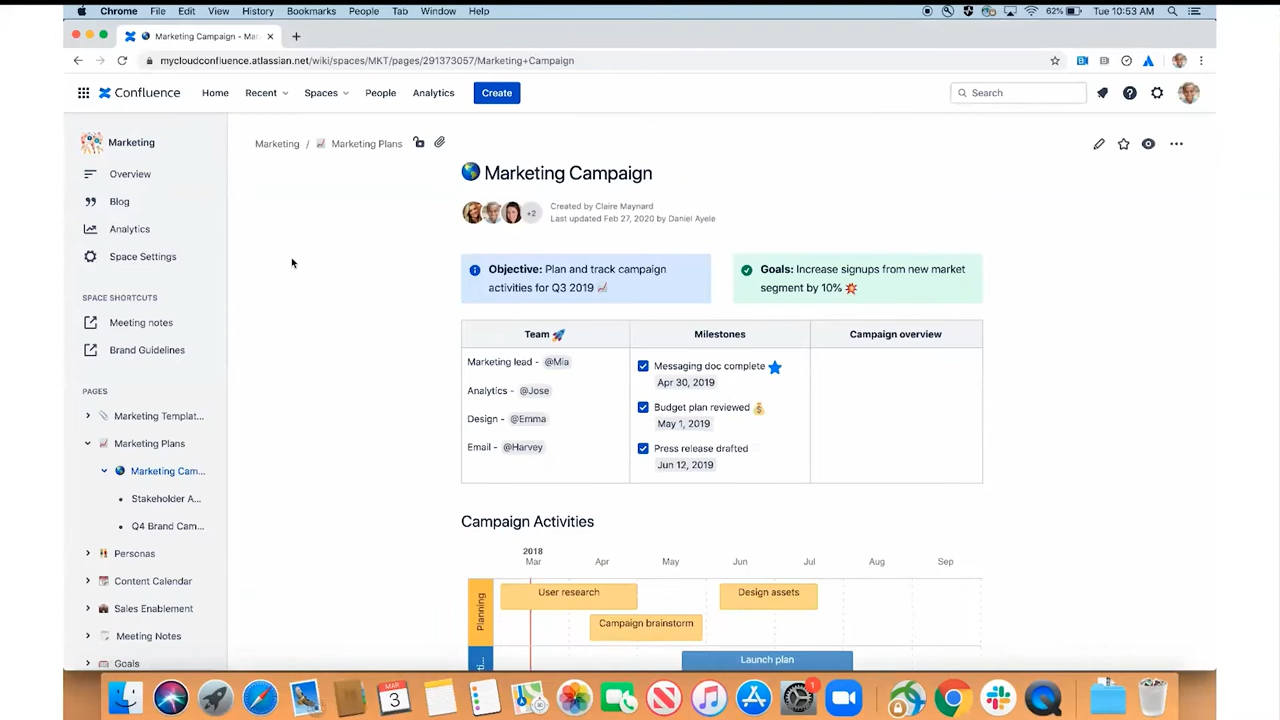 Chrome File Edit View History Bookmarks People Tab Window Help 62% Tue 10:53 AM
Marketing Campaign - Mar
mycloudconfluence.atlassian.net/wiki/spaces/MKT/pages/291373057/Marketing+Campaign
Confluence Home Recent Spaces People Analytics Create Search
Marketing
Overview
Blog
Analytics
Space Settings
SPACE SHORTCUTS
Meeting notes
Brand Guidelines
PAGES
Marketing Templat...
Marketing Plans
Marketing Cam...
Stakeholder A...
Q4 Brand Cam...
Personas
Content Calendar
Sales Enablement
Meeting Notes
Goals
Marketing / Marketing Plans
Marketing Campaign
+2
Created by Claire Maynard
Last updated Feb 27, 2020 by Daniel Ayele
Objective: Plan and track campaign
activities for Q3 2019
Goals: Increase signups from new market
segment by 10%
Team Milestones Campaign overview
Marketing lead - @Mia
Analytics - @Jose
Design - @Emma
Email - @Harvey
Messaging doc complete
Apr 30, 2019
Budget plan reviewed
May 1, 2019
Press release drafted
Jun 12, 2019
Campaign Activities
2018
Mar Apr May Jun Jul Aug Sep
Planning
User research
Design assets
Campaign brainstorm
Launch plan
3
1